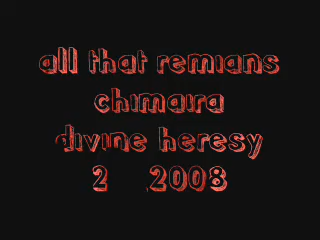 all that remians
chimaira
divine heresy
2 ,2008